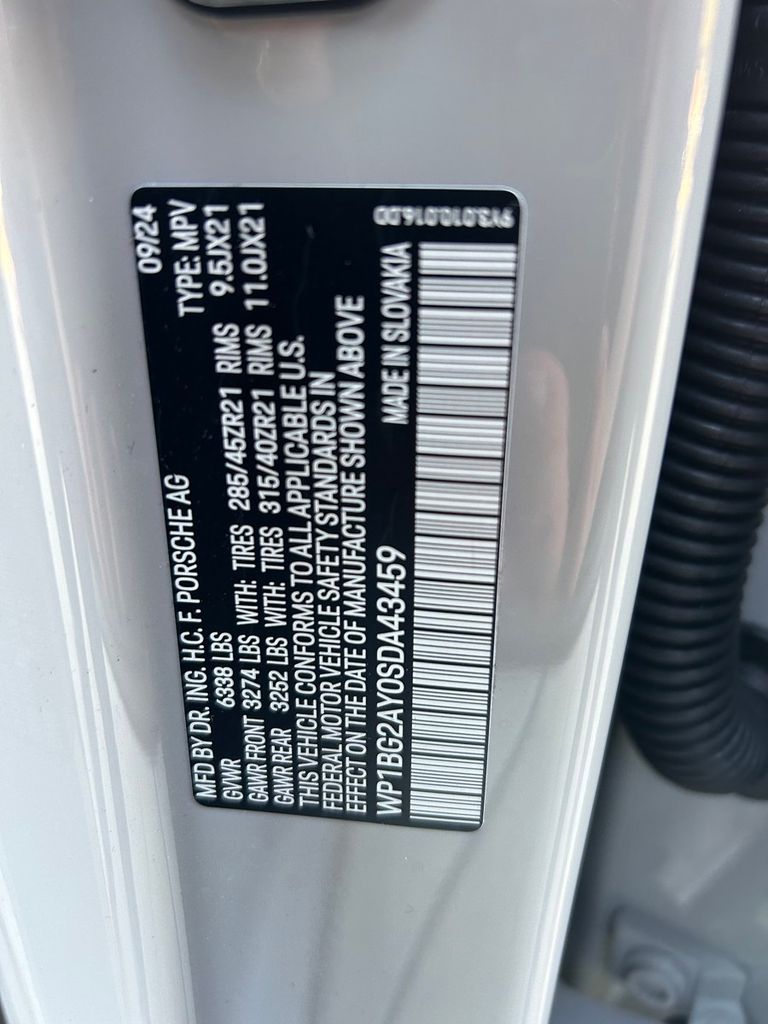 MFD BY DR. ING. H.C. F. PORSCHE AG 09/24
GVWR 6338 LBS TYPE: MPV
GAWR FRONT 3274 LBS WITH: TIRES 285/45ZR21 RIMS 9.5JX21
GAWR REAR 3252 LBS WITH: TIRES 315/40ZR21 RIMS 11.0JX21
THIS VEHICLE CONFORMS TO ALL APPLICABLE U.S.
FEDERAL MOTOR VEHICLE SAFETY STANDARDS IN
EFFECT ON THE DATE OF MANUFACTURE SHOWN ABOVE
WP1BG2AY0SDA43459 MADE IN SLOVAKIA
9Y3.010.016.DD